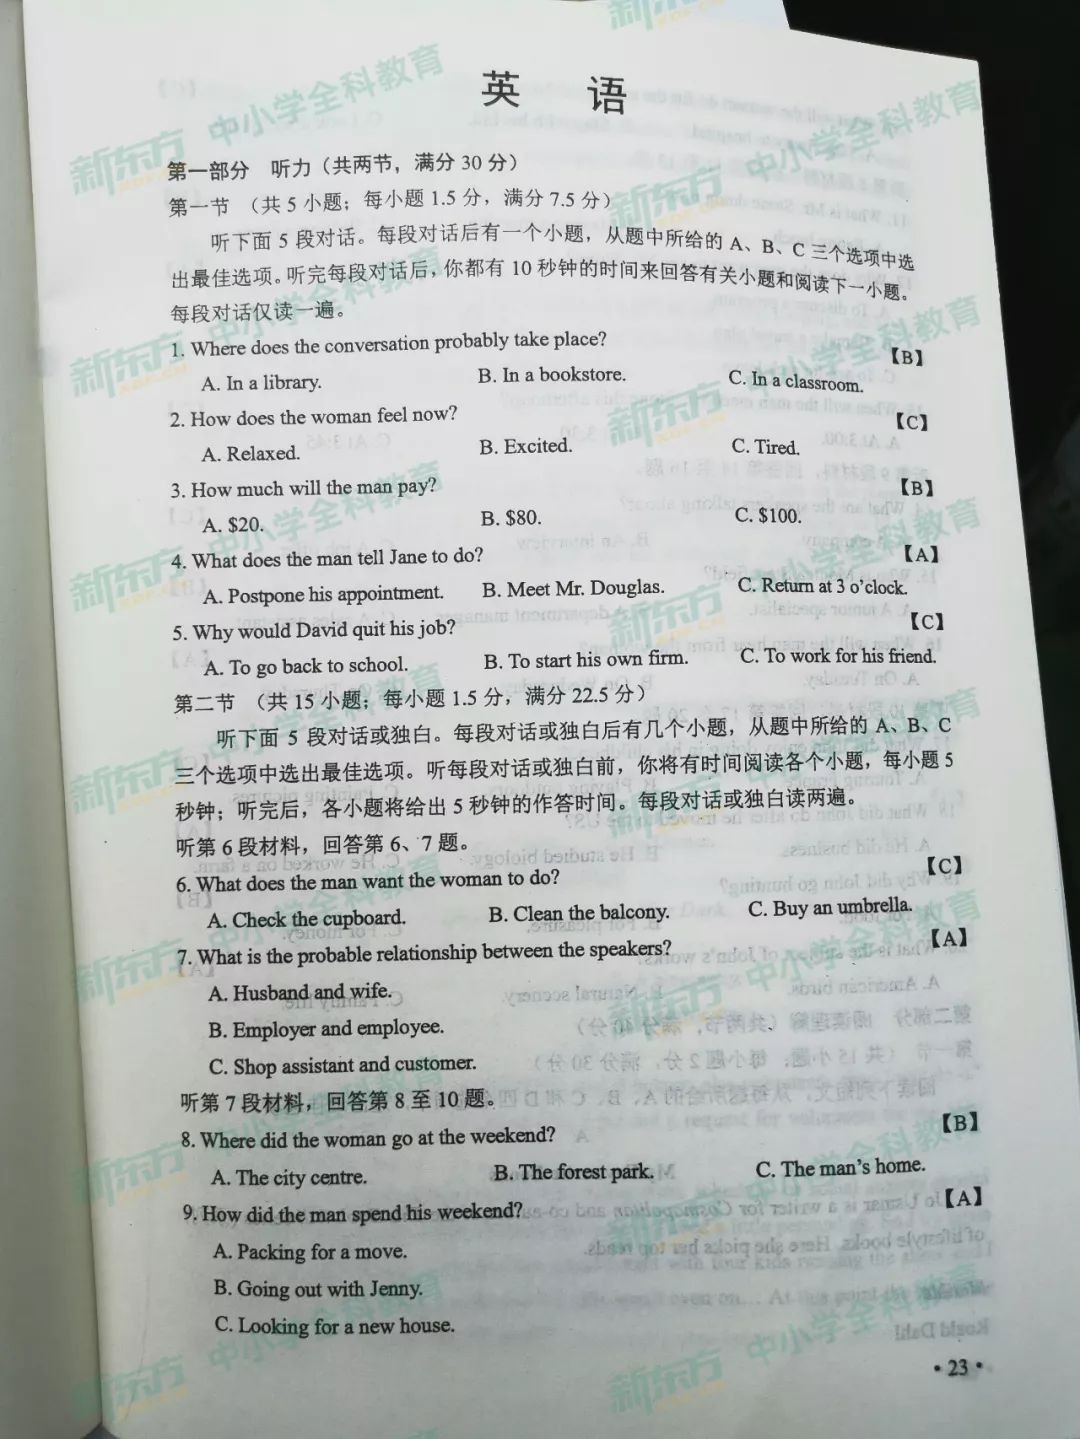 英 语
第一部分 听力（共两节，满分 30 分）
第一节 （共 5 小题；每小题 1.5 分，满分 7.5 分）
听下面 5 段对话。每段对话后有一个小题，从题中所给的 A、B、C 三个选项中选
出最佳选项。听完每段对话后，你都有 10 秒钟的时间来回答有关小题和阅读下一小题。
每段对话仅读一遍。
1. Where does the conversation probably take place? 【B】
A. In a library. B. In a bookstore. C. In a classroom.
2. How does the woman feel now? 【C】
A. Relaxed. B. Excited. C. Tired.
3. How much will the man pay? 【B】
A. $20. B. $80. C. $100.
4. What does the man tell Jane to do? 【A】
A. Postpone his appointment. B. Meet Mr. Douglas. C. Return at 3 o'clock.
5. Why would David quit his job? 【C】
A. To go back to school. B. To start his own firm. C. To work for his friend.
第二节 （共 15 小题；每小题 1.5 分，满分 22.5 分）
听下面 5 段对话或独白。每段对话或独白后有几个小题，从题中所给的 A、B、C
三个选项中选出最佳选项。听每段对话或独白前，你将有时间阅读各个小题，每小题 5
秒钟；听完后，各小题将给出 5 秒钟的作答时间。每段对话或独白读两遍。
听第 6 段材料，回答第 6、7 题。
6. What does the man want the woman to do? 【C】
A. Check the cupboard. B. Clean the balcony. C. Buy an umbrella.
7. What is the probable relationship between the speakers? 【A】
A. Husband and wife.
B. Employer and employee.
C. Shop assistant and customer.
听第 7 段材料，回答第 8 至 10 题。
8. Where did the woman go at the weekend? 【B】
A. The city centre. B. The forest park. C. The man's home.
9. How did the man spend his weekend? 【A】
A. Packing for a move.
B. Going out with Jenny.
C. Looking for a new house.
• 23 •
新东方 XDF.CN 中小学全科教育